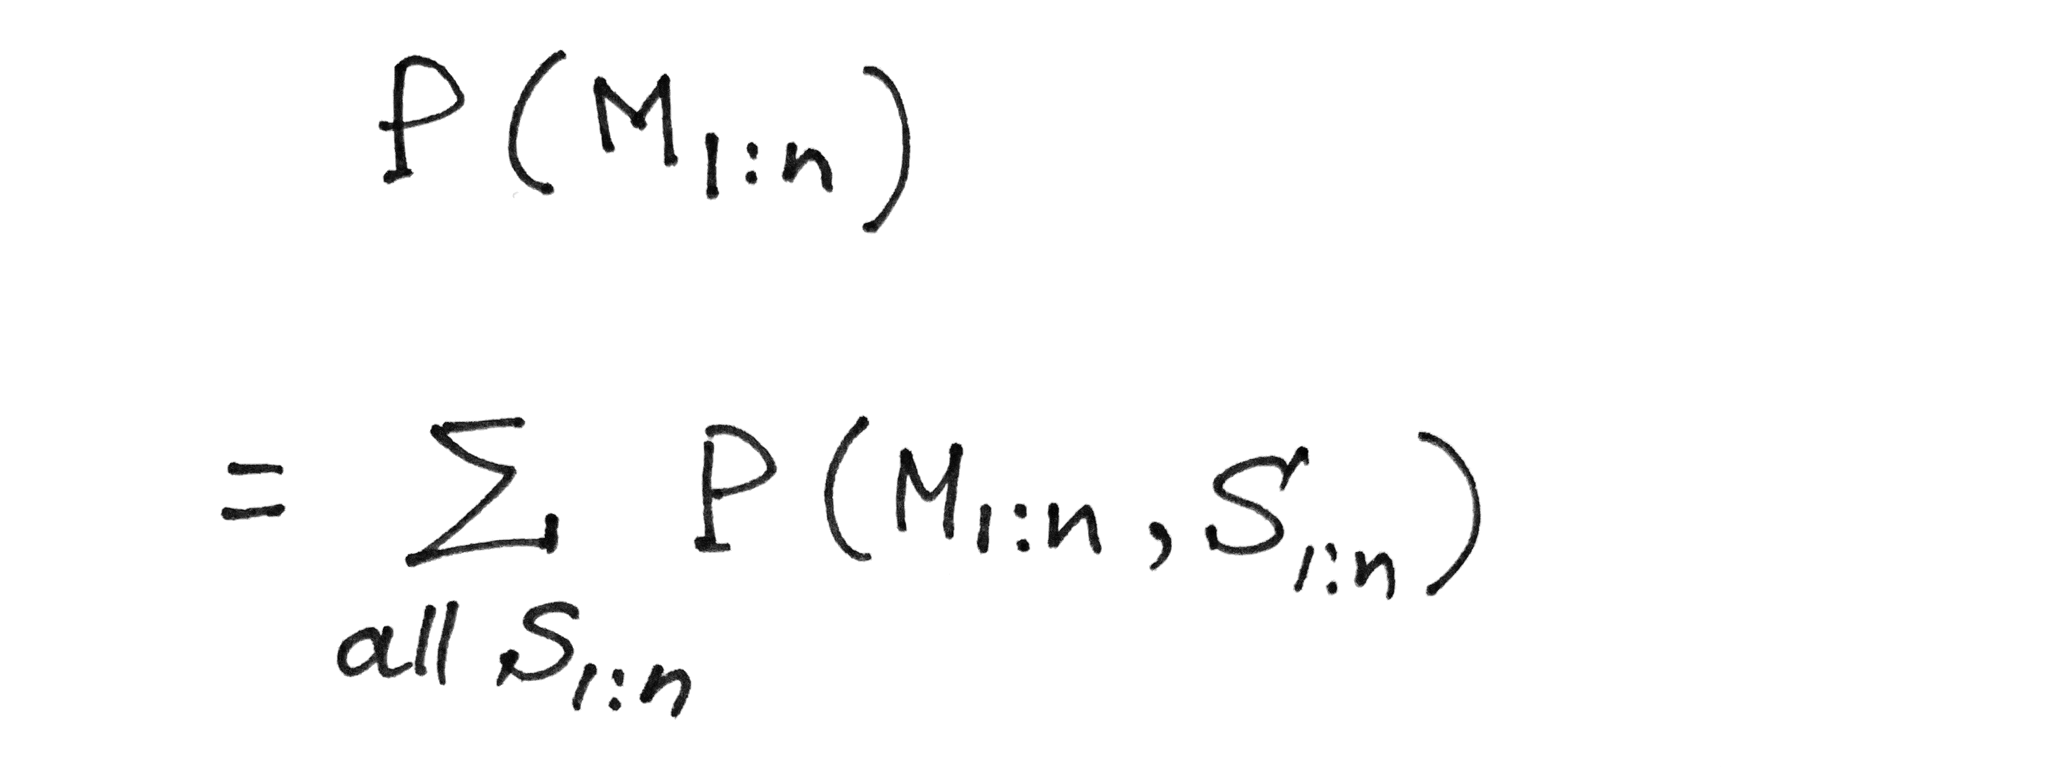 P(M₁:ₙ)
= ∑ P(M₁:ₙ, S₁:ₙ)
all S₁:ₙ